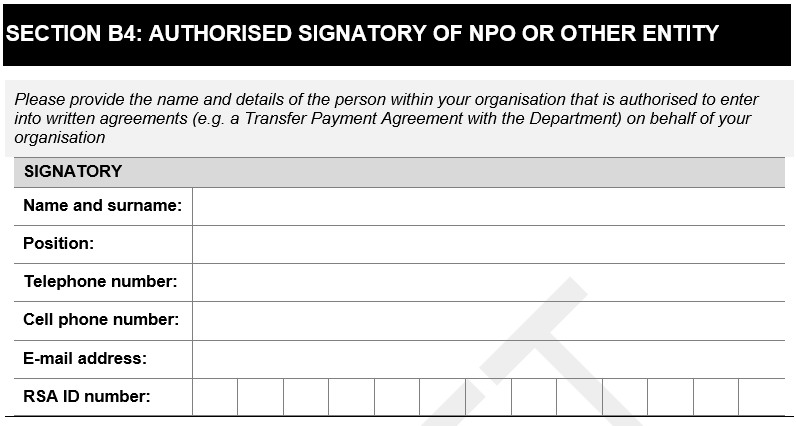 SECTION B4: AUTHORISED SIGNATORY OF NPO OR OTHER ENTITY
Please provide the name and details of the person within your organisation that is authorised to enter
into written agreements (e.g. a Transfer Payment Agreement with the Department) on behalf of your
organisation
SIGNATORY
Name and surname:
Position:
Telephone number:
Cell phone number:
E-mail address:
RSA ID number: